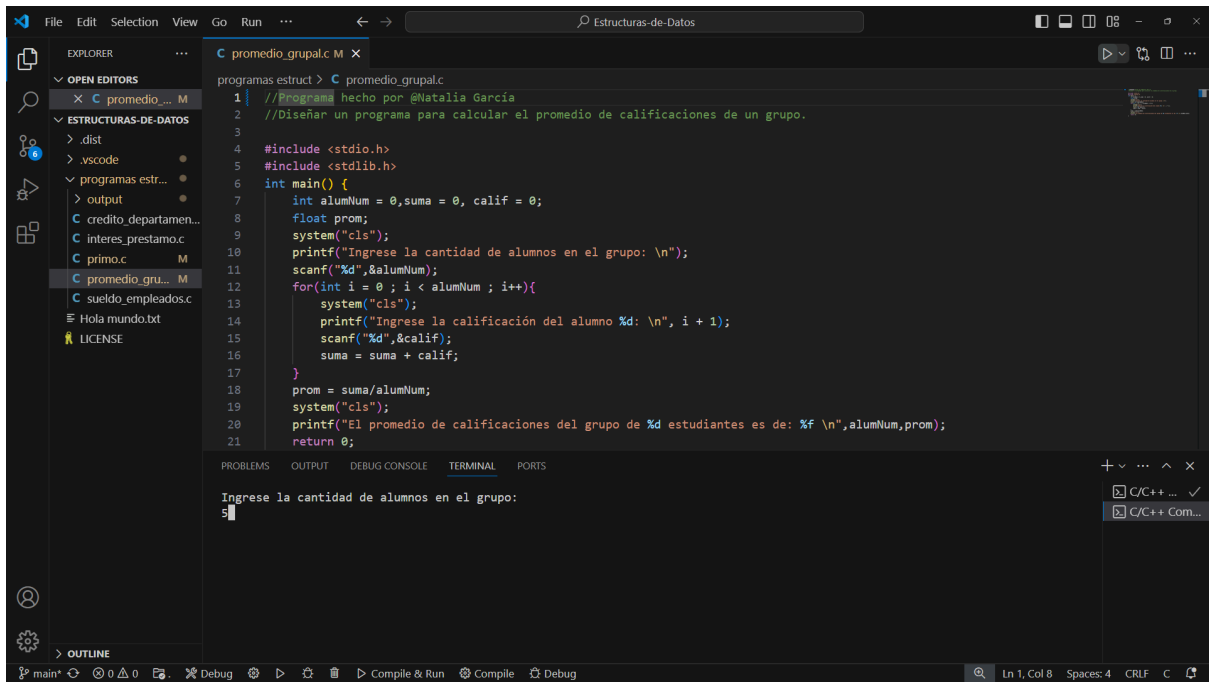 File Edit Selection View Go Run ··· Estructuras-de-Datos
EXPLORER ···
OPEN EDITORS
C promedio_... M
ESTRUCTURAS-DE-DATOS
.dist
.vscode
programas estr...
output
C credito_departamen...
C interes_prestamo.c
C primo.c M
C promedio_gru... M
C sueldo_empleados.c
Hola mundo.txt
LICENSE
OUTLINE
C promedio_grupal.c M
programas estruct > C promedio_grupal.c
1 //Programa hecho por @Natalia García
2 //Diseñar un programa para calcular el promedio de calificaciones de un grupo.
3
4 #include <stdio.h>
5 #include <stdlib.h>
6 int main() {
7 int alumNum = 0,suma = 0, calif = 0;
8 float prom;
9 system("cls");
10 printf("Ingrese la cantidad de alumnos en el grupo: \n");
11 scanf("%d",&alumNum);
12 for(int i = 0 ; i < alumNum ; i++){
13 system("cls");
14 printf("Ingrese la calificación del alumno %d: \n", i + 1);
15 scanf("%d",&calif);
16 suma = suma + calif;
17 }
18 prom = suma/alumNum;
19 system("cls");
20 printf("El promedio de calificaciones del grupo de %d estudiantes es de: %f \n",alumNum,prom);
21 return 0;
PROBLEMS OUTPUT DEBUG CONSOLE TERMINAL PORTS
Ingrese la cantidad de alumnos en el grupo:
5
C/C++ ...
C/C++ Com...
6
main* 0 0 . Debug Compile & Run Compile Debug Ln 1, Col 8 Spaces: 4 CRLF C